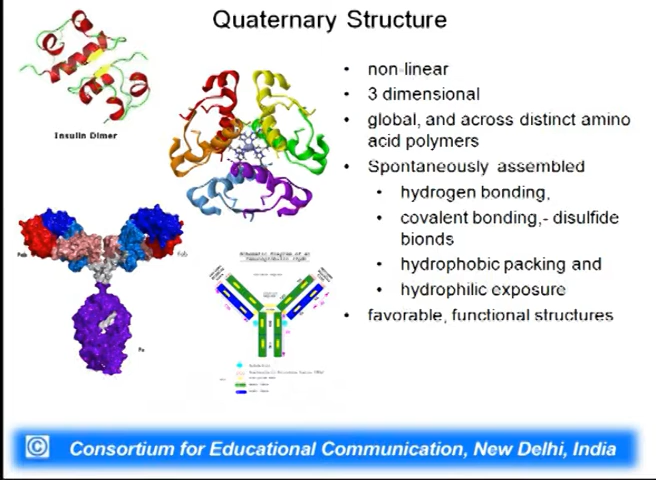 Quaternary Structure
Insulin Dimer
• non-linear
• 3 dimensional
• global, and across distinct amino
acid polymers
• Spontaneously assembled
• hydrogen bonding,
• covalent bonding,- disulfide
bionds
• hydrophobic packing and
• hydrophilic exposure
• favorable, functional structures
Fab
Fab
Fc
© Consortium for Educational Communication, New Delhi, India